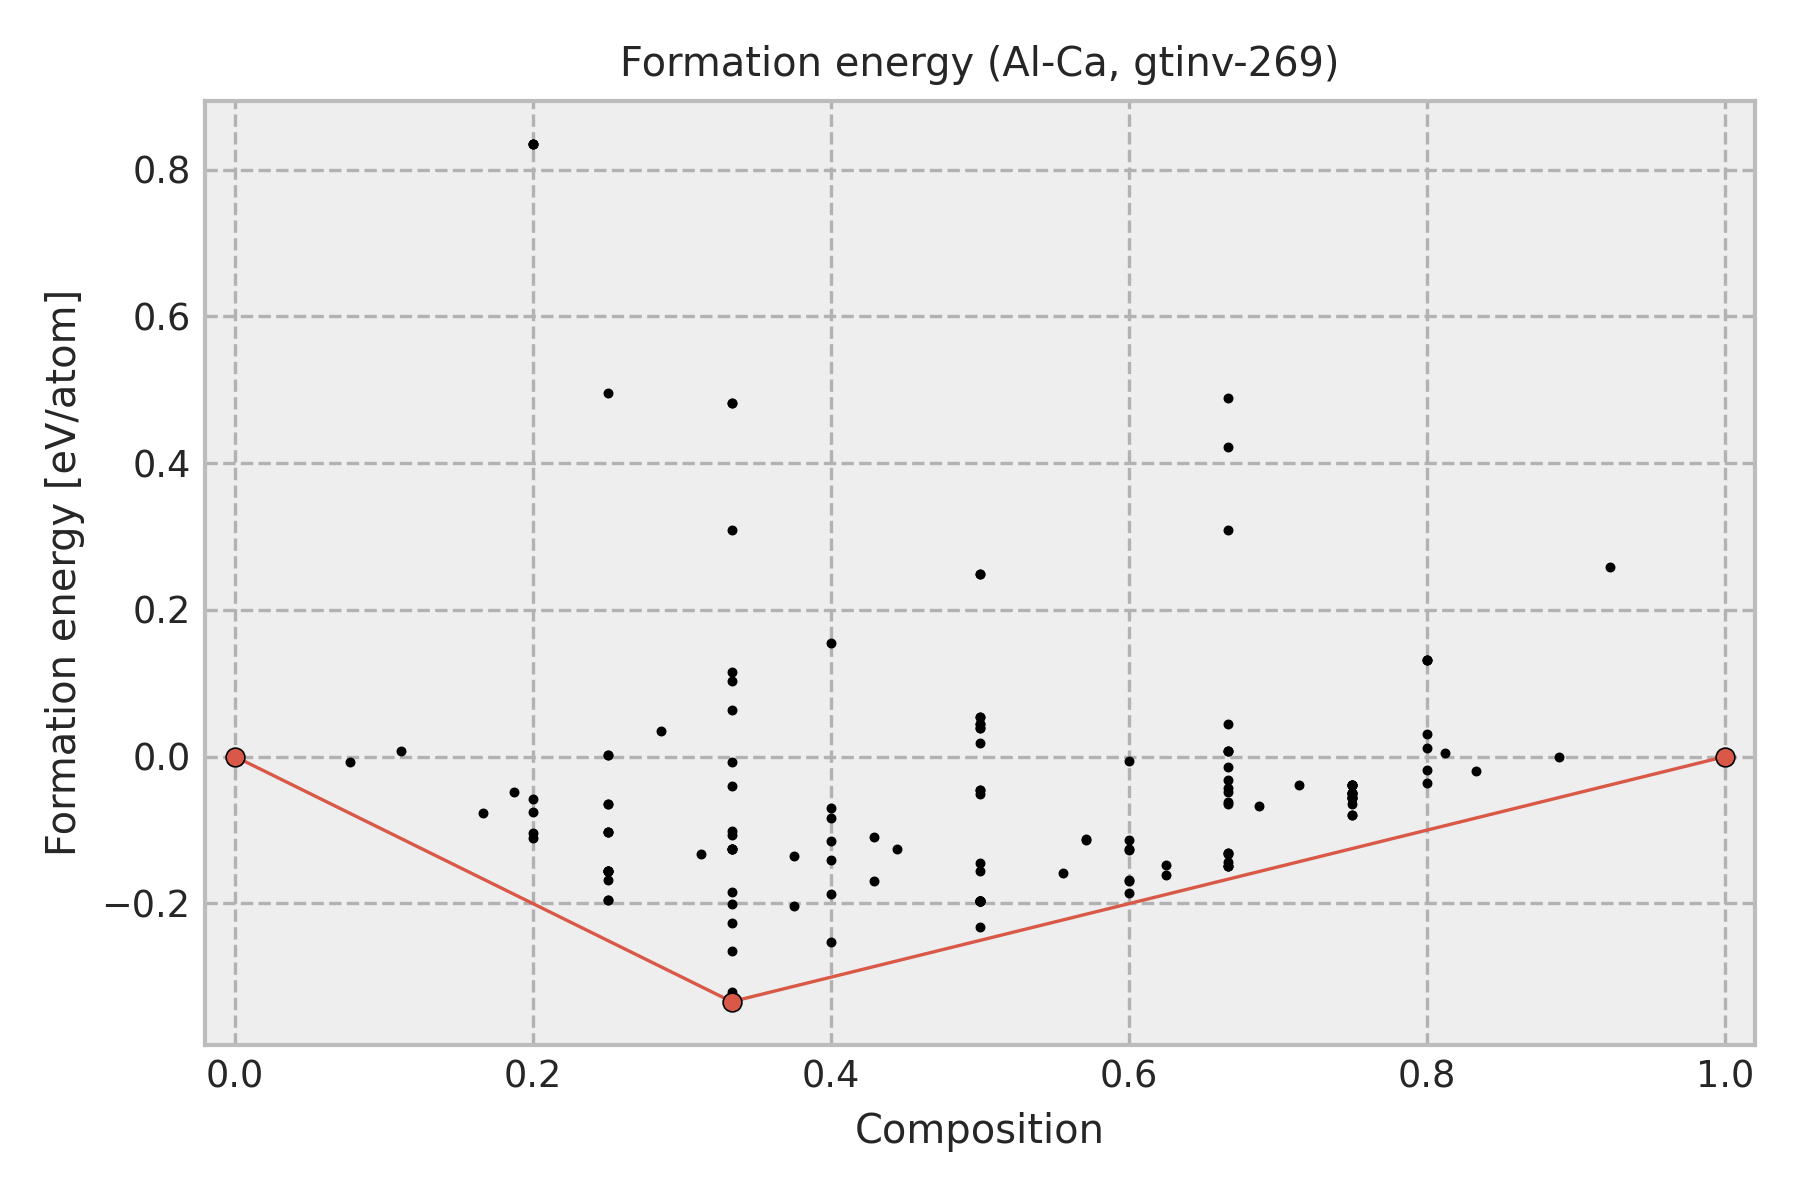 Formation energy (Al-Ca, gtinv-269)
Formation energy [eV/atom]
0.8
0.6
0.4
0.2
0.0
−0.2
0.0 0.2 0.4 0.6 0.8 1.0
Composition